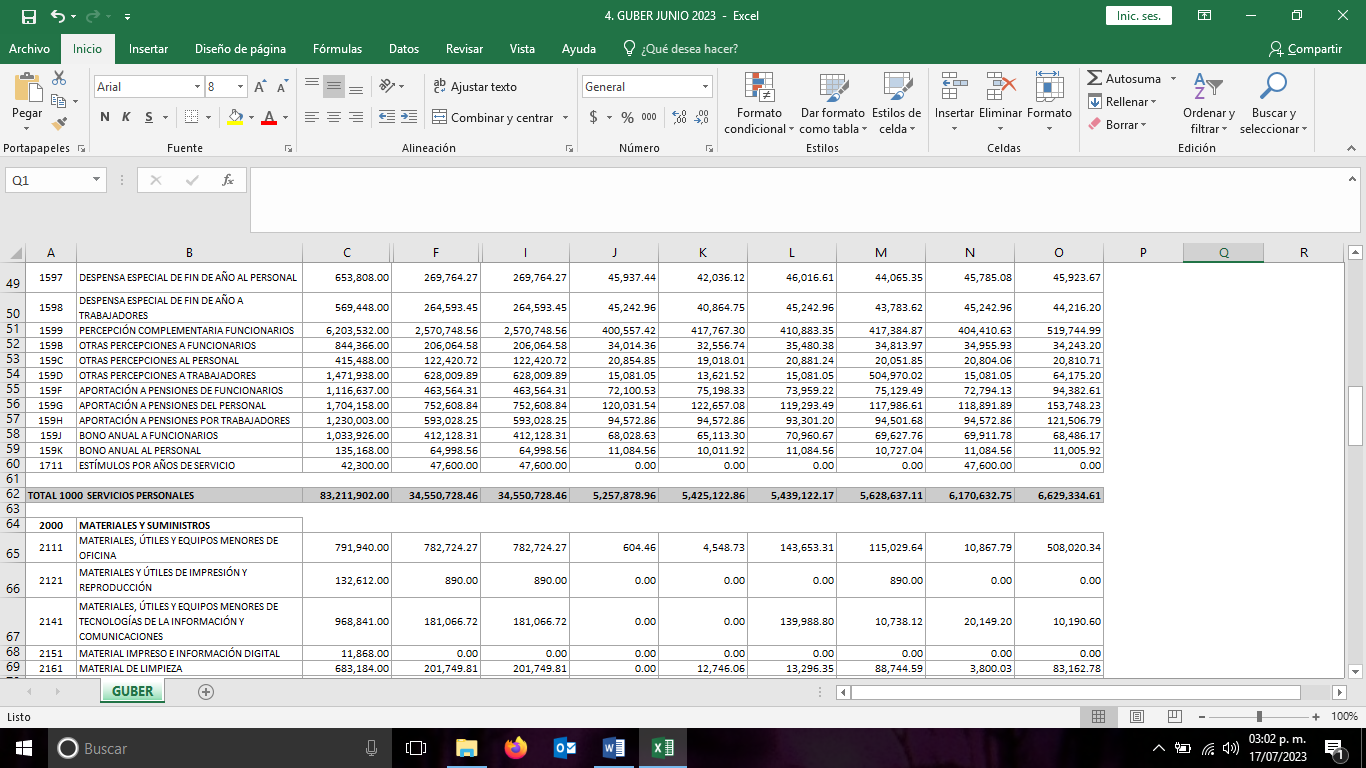 4. GUBER JUNIO 2023 - Excel
Inic. ses.
Archivo Inicio Insertar Diseño de página Fórmulas Datos Revisar Vista Ayuda ¿Qué desea hacer? Compartir
Pegar
Arial 8
N K S
Ajustar texto
Combinar y centrar
General
$ % 000
Formato condicional
Dar formato como tabla
Estilos de celda
Insertar Eliminar Formato
Autosuma
Rellenar
Borrar
Ordenar y filtrar
Buscar y seleccionar
Portapapeles Fuente Alineación Número Estilos Celdas Edición
Q1 fx
A B C F I J K L M N O P Q R
49 1597 DESPENSA ESPECIAL DE FIN DE AÑO AL PERSONAL 653,808.00 269,764.27 269,764.27 45,937.44 42,036.12 46,016.61 44,065.35 45,785.08 45,923.67
50 1598 DESPENSA ESPECIAL DE FIN DE AÑO A TRABAJADORES 569,448.00 264,593.45 264,593.45 45,242.96 40,864.75 45,242.96 43,783.62 45,242.96 44,216.20
51 1599 PERCEPCIÓN COMPLEMENTARIA FUNCIONARIOS 6,203,532.00 2,570,748.56 2,570,748.56 400,557.42 417,767.30 410,883.35 417,384.87 404,410.63 519,744.99
52 159B OTRAS PERCEPCIONES A FUNCIONARIOS 844,366.00 206,064.58 206,064.58 34,014.36 32,556.74 35,480.38 34,813.97 34,955.93 34,243.20
53 159C OTRAS PERCEPCIONES AL PERSONAL 415,488.00 122,420.72 122,420.72 20,854.85 19,018.01 20,881.24 20,051.85 20,804.06 20,810.71
54 159D OTRAS PERCEPCIONES A TRABAJADORES 1,471,938.00 628,009.89 628,009.89 15,081.05 13,621.52 15,081.05 504,970.02 15,081.05 64,175.20
55 159F APORTACIÓN A PENSIONES DE FUNCIONARIOS 1,116,637.00 463,564.31 463,564.31 72,100.53 75,198.33 73,959.22 75,129.49 72,794.13 94,382.61
56 159G APORTACIÓN A PENSIONES DEL PERSONAL 1,704,158.00 752,608.84 752,608.84 120,031.54 122,657.08 119,293.49 117,986.61 118,891.89 153,748.23
57 159H APORTACIÓN A PENSIONES POR TRABAJADORES 1,230,003.00 593,028.25 593,028.25 94,572.86 94,572.86 93,301.20 94,501.68 94,572.86 121,506.79
58 159J BONO ANUAL A FUNCIONARIOS 1,033,926.00 412,128.31 412,128.31 68,028.63 65,113.30 70,960.67 69,627.76 69,911.78 68,486.17
59 159K BONO ANUAL AL PERSONAL 135,168.00 64,998.56 64,998.56 11,084.56 10,011.92 11,084.56 10,727.04 11,084.56 11,005.92
60 1711 ESTÍMULOS POR AÑOS DE SERVICIO 42,300.00 47,600.00 47,600.00 0.00 0.00 0.00 0.00 47,600.00 0.00
61
62 TOTAL 1000 SERVICIOS PERSONALES 83,211,902.00 34,550,728.46 34,550,728.46 5,257,878.96 5,425,122.86 5,439,122.17 5,628,637.11 6,170,632.75 6,629,334.61
63
64 2000 MATERIALES Y SUMINISTROS
65 2111 MATERIALES, ÚTILES Y EQUIPOS MENORES DE OFICINA 791,940.00 782,724.27 782,724.27 604.46 4,548.73 143,653.31 115,029.64 10,867.79 508,020.34
66 2121 MATERIALES Y ÚTILES DE IMPRESIÓN Y REPRODUCCIÓN 132,612.00 890.00 890.00 0.00 0.00 0.00 890.00 0.00 0.00
67 2141 MATERIALES, ÚTILES Y EQUIPOS MENORES DE TECNOLOGÍAS DE LA INFORMACIÓN Y COMUNICACIONES 968,841.00 181,066.72 181,066.72 0.00 0.00 139,988.80 10,738.12 20,149.20 10,190.60
68 2151 MATERIAL IMPRESO E INFORMACIÓN DIGITAL 11,868.00 0.00 0.00 0.00 0.00 0.00 0.00 0.00 0.00
69 2161 MATERIAL DE LIMPIEZA 683,184.00 201,749.81 201,749.81 0.00 12,746.06 13,296.35 88,744.59 3,800.03 83,162.78
GUBER
Listo 100%
Buscar
03:02 p. m.
17/07/2023
1